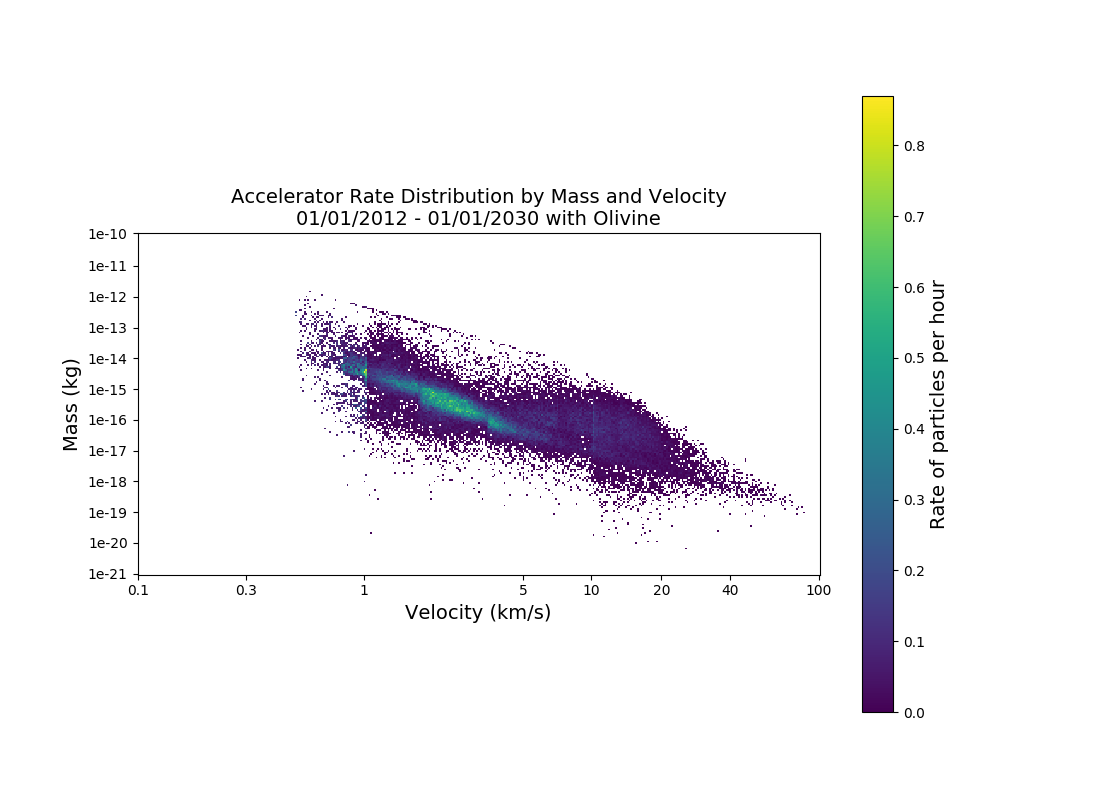 Accelerator Rate Distribution by Mass and Velocity
01/01/2012 - 01/01/2030 with Olivine
Mass (kg)
1e-10
1e-11
1e-12
1e-13
1e-14
1e-15
1e-16
1e-17
1e-18
1e-19
1e-20
1e-21
0.1 0.3 1 5 10 20 40 100
Velocity (km/s)
0.8
0.7
0.6
0.5
0.4
0.3
0.2
0.1
0.0
Rate of particles per hour